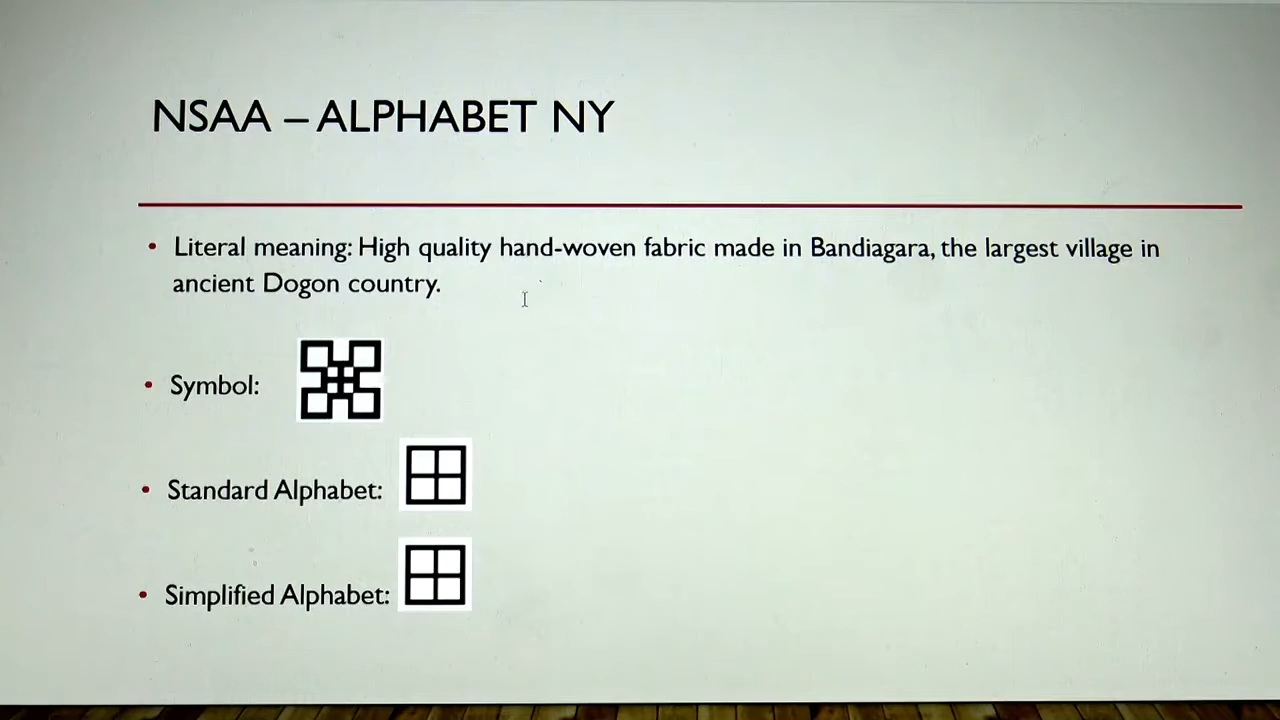 NSAA – ALPHABET NY
• Literal meaning: High quality hand-woven fabric made in Bandiagara, the largest village in
ancient Dogon country.
• Symbol:
• Standard Alphabet:
• Simplified Alphabet: